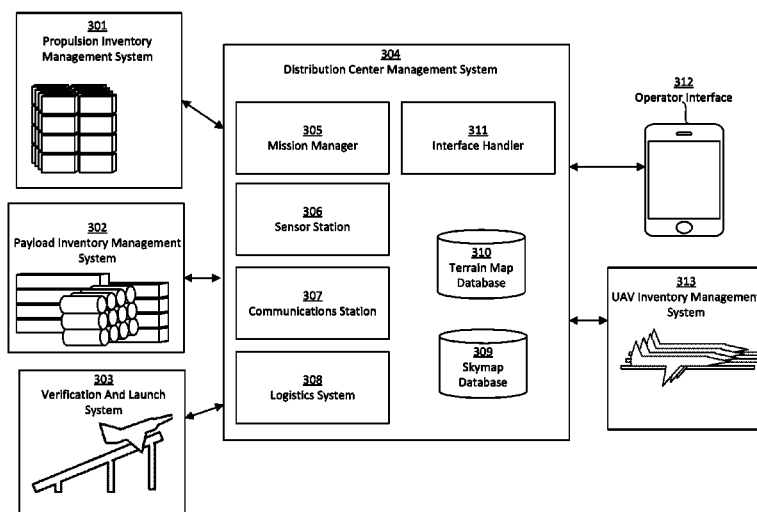 301
Propulsion Inventory
Management System
302
Payload Inventory Management
System
303
Verification And Launch
System
304
Distribution Center Management System
305
Mission Manager
311
Interface Handler
306
Sensor Station
307
Communications Station
308
Logistics System
310
Terrain Map
Database
309
Skymap
Database
312
Operator Interface
313
UAV Inventory Management
System